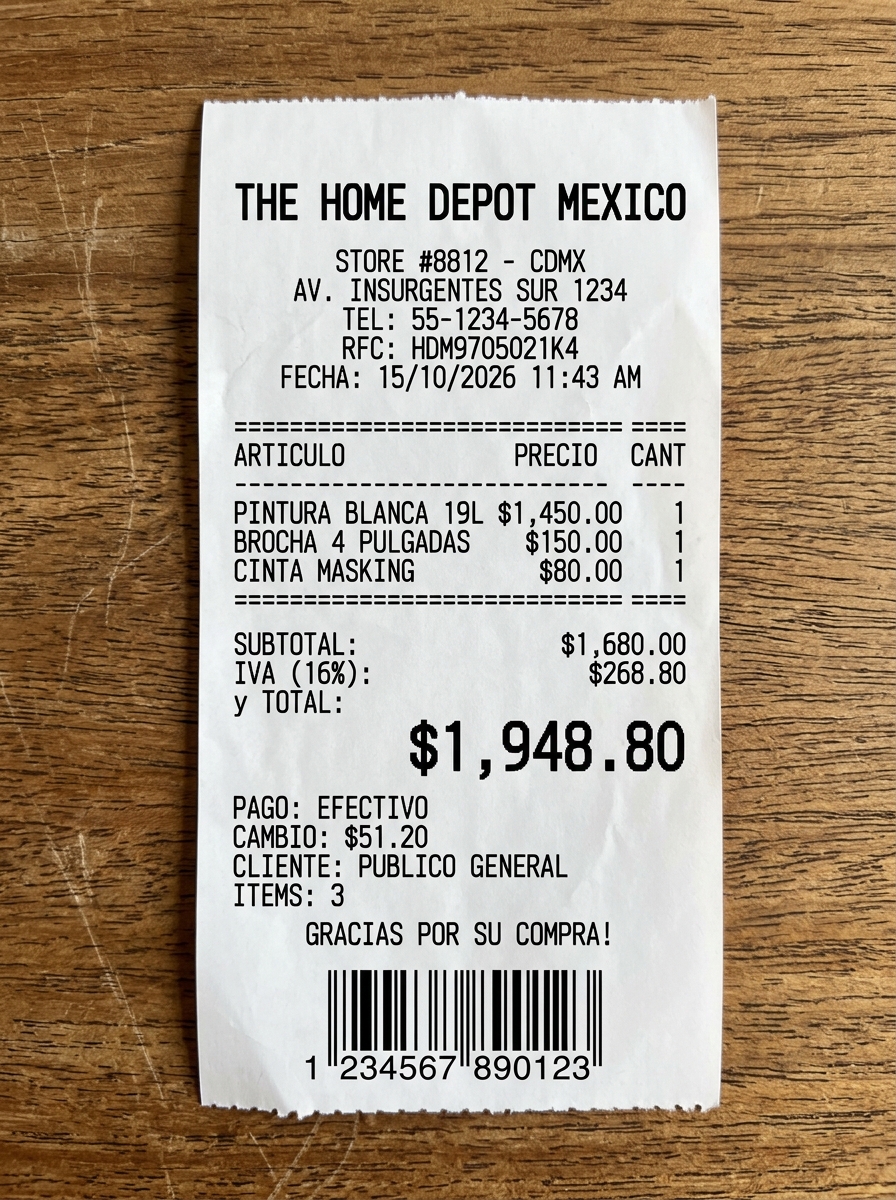 THE HOME DEPOT MEXICO
STORE #8812 - CDMX
AV. INSURGENTES SUR 1234
TEL: 55-1234-5678
RFC: HDM9705021K4
FECHA: 15/10/2026 11:43 AM
============================ ====
ARTICULO PRECIO CANT
--------------------------- ----
PINTURA BLANCA 19L $1,450.00 1
BROCHA 4 PULGADAS $150.00 1
CINTA MASKING $80.00 1
============================ ====
SUBTOTAL: $1,680.00
IVA (16%): $268.80
y TOTAL:
$1,948.80
PAGO: EFECTIVO
CAMBIO: $51.20
CLIENTE: PUBLICO GENERAL
ITEMS: 3
GRACIAS POR SU COMPRA!
1 234567 890123